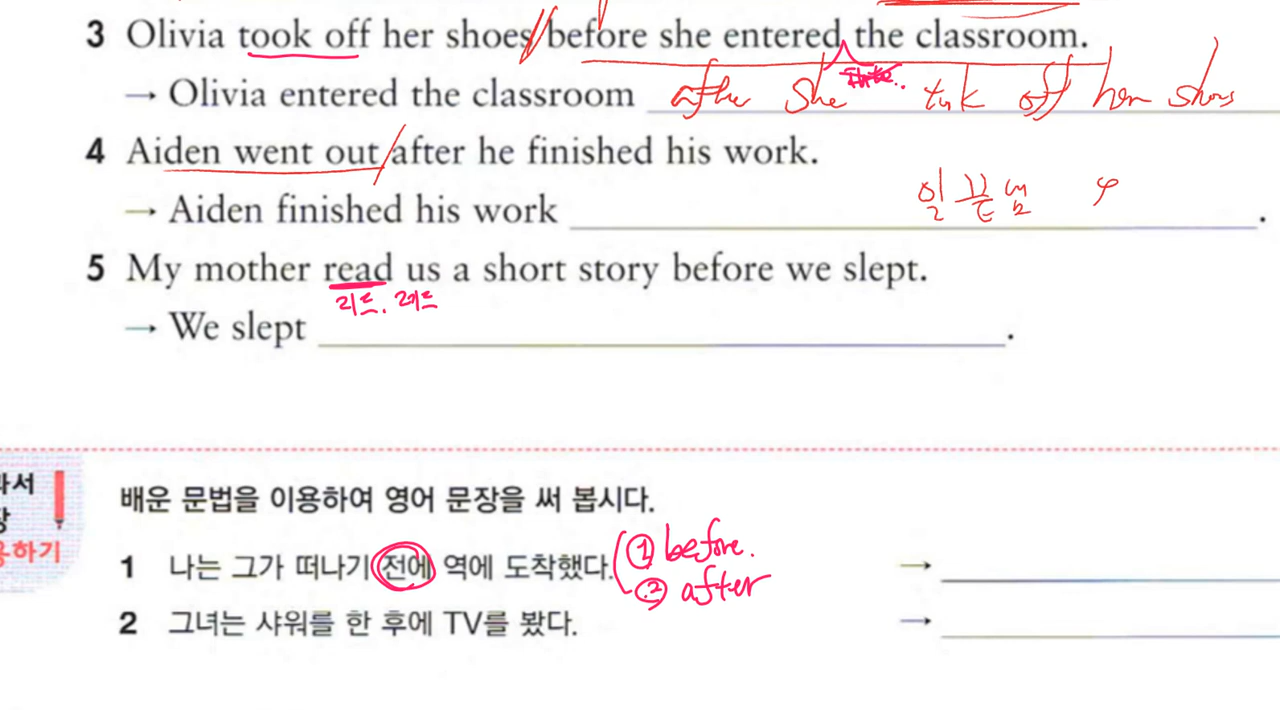 3 Olivia took off her shoes before she entered the classroom.
→ Olivia entered the classroom after she took off her shoes
4 Aiden went out after he finished his work.
→ Aiden finished his work 일 끝냄 .
5 My mother read us a short story before we slept.
리드. 레드
→ We slept .
배운 문법을 이용하여 영어 문장을 써 봅시다.
1 나는 그가 떠나기 전에 역에 도착했다. ① before.
② after
→
2 그녀는 샤워를 한 후에 TV를 봤다. →